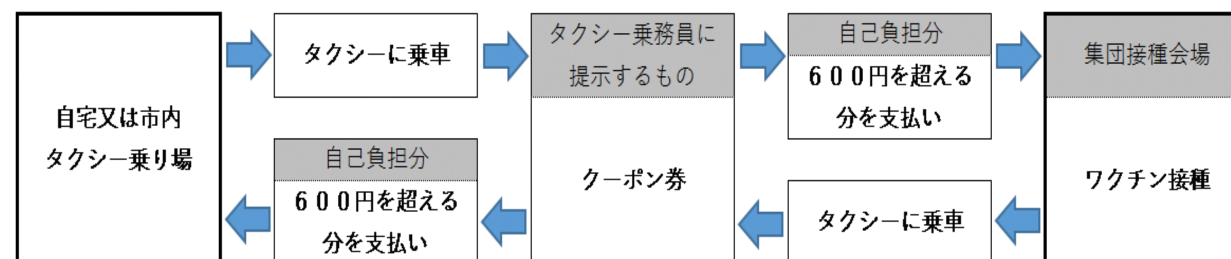 自宅又は市内
タクシー乗り場
タクシーに乗車
タクシー乗務員に
提示するもの
クーポン券
自己負担分
６００円を超える
分を支払い
集団接種会場
ワクチン接種
タクシーに乗車
自己負担分
６００円を超える
分を支払い